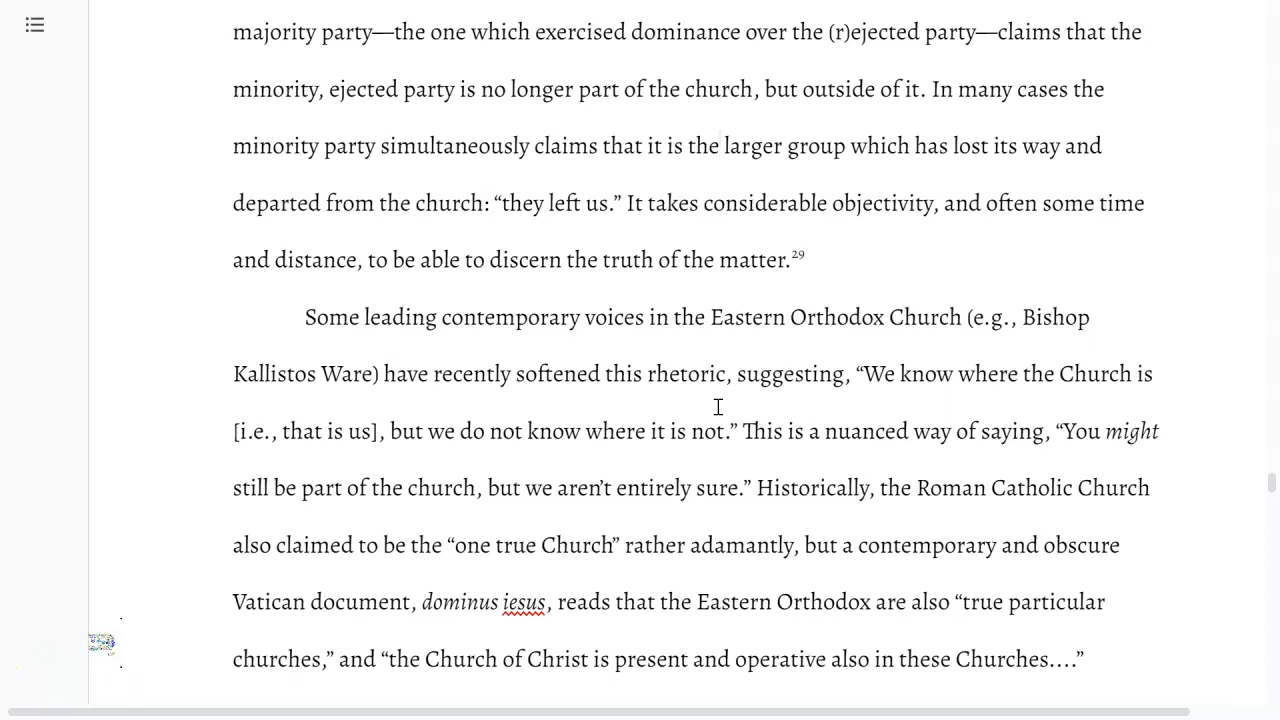 majority party—the one which exercised dominance over the (r)ejected party—claims that the
minority, ejected party is no longer part of the church, but outside of it. In many cases the
minority party simultaneously claims that it is the larger group which has lost its way and
departed from the church: “they left us.” It takes considerable objectivity, and often some time
and distance, to be able to discern the truth of the matter.29
Some leading contemporary voices in the Eastern Orthodox Church (e.g., Bishop
Kallistos Ware) have recently softened this rhetoric, suggesting, “We know where the Church is
[i.e., that is us], but we do not know where it is not.” This is a nuanced way of saying, “You might
still be part of the church, but we aren’t entirely sure.” Historically, the Roman Catholic Church
also claimed to be the “one true Church” rather adamantly, but a contemporary and obscure
Vatican document, dominus iesus, reads that the Eastern Orthodox are also “true particular
churches,” and “the Church of Christ is present and operative also in these Churches....”